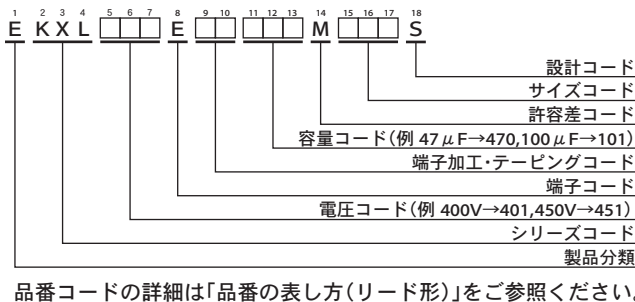 1 2 3 4 5 6 7 8 9 10 11 12 13 14 15 16 17 18
E KXL E M S
設計コード
サイズコード
許容差コード
容量コード(例 47μF→470,100μF→101)
端子加工・テーピングコード
端子コード
電圧コード(例 400V→401,450V→451)
シリーズコード
製品分類
品番コードの詳細は「品番の表し方(リード形)」をご参照ください。